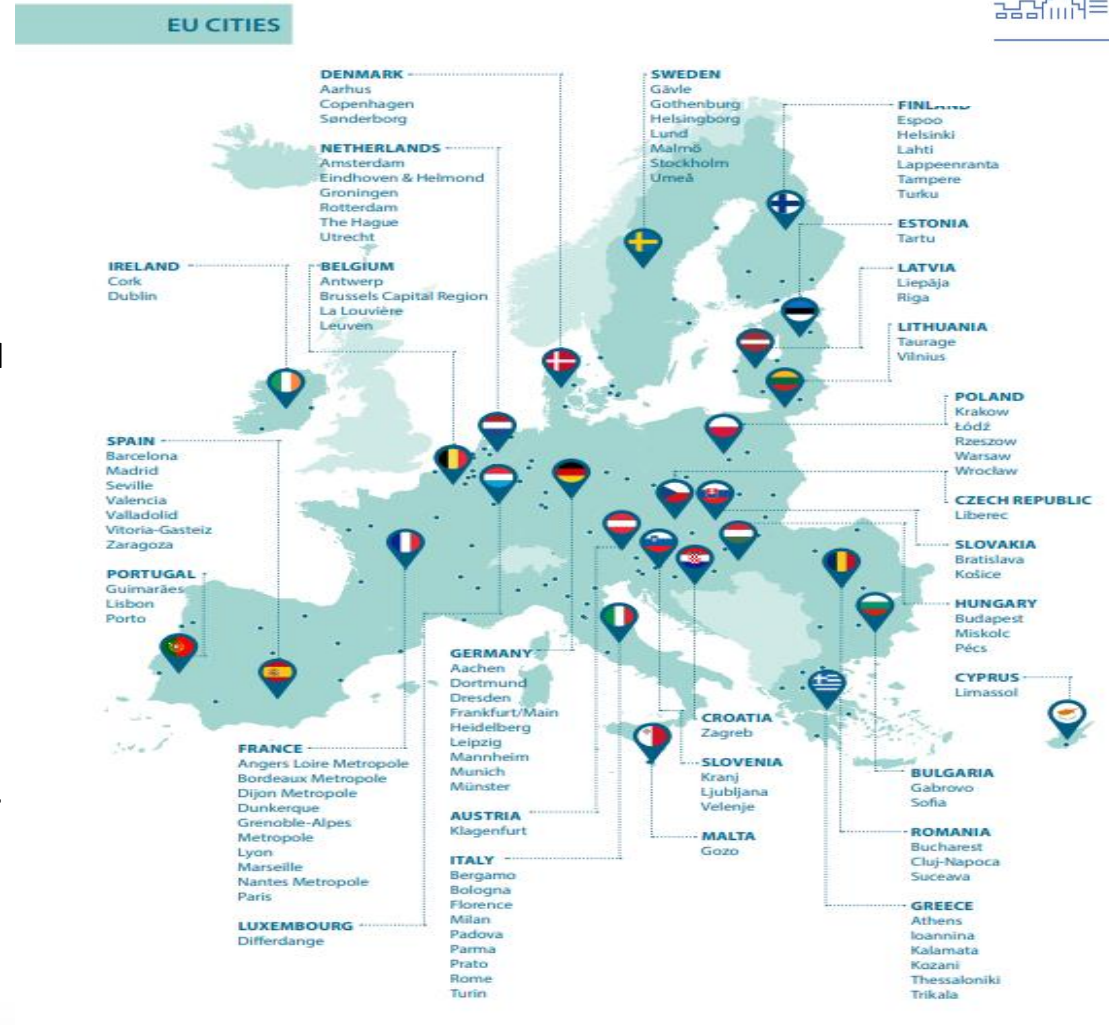 EU CITIES
DENMARK
Aarhus
Copenhagen
Sønderborg
NETHERLANDS
Amsterdam
Eindhoven & Helmond
Groningen
Rotterdam
The Hague
Utrecht
BELGIUM
Antwerp
Brussels Capital Region
La Louvière
Leuven
IRELAND
Cork
Dublin
SWEDEN
Gävle
Gothenburg
Helsingborg
Lund
Malmö
Stockholm
Umeå
FINLAND
Espoo
Helsinki
Lahti
Lappeenranta
Tampere
Turku
ESTONIA
Tartu
LATVIA
Liepāja
Riga
LITHUANIA
Taurage
Vilnius
POLAND
Krakow
Łódź
Rzeszow
Warsaw
Wrocław
CZECH REPUBLIC
Liberec
SLOVAKIA
Bratislava
Košice
HUNGARY
Budapest
Miskolc
Pécs
CYPRUS
Limassol
SPAIN
Barcelona
Madrid
Seville
Valencia
Valladolid
Vitoria-Gasteiz
Zaragoza
PORTUGAL
Guimarães
Lisbon
Porto
FRANCE
Angers Loire Metropole
Bordeaux Metropole
Dijon Metropole
Dunkerque
Grenoble-Alpes
Metropole
Lyon
Marseille
Nantes Metropole
Paris
LUXEMBOURG
Differdange
GERMANY
Aachen
Dortmund
Dresden
Frankfurt/Main
Heidelberg
Leipzig
Mannheim
Munich
Münster
AUSTRIA
Klagenfurt
ITALY
Bergamo
Bologna
Florence
Milan
Padova
Parma
Prato
Rome
Turin
CROATIA
Zagreb
SLOVENIA
Kranj
Ljubljana
Velenje
MALTA
Gozo
BULGARIA
Gabrovo
Sofia
ROMANIA
Bucharest
Cluj-Napoca
Suceava
GREECE
Athens
Ioannina
Kalamata
Kozani
Thessaloniki
Trikala